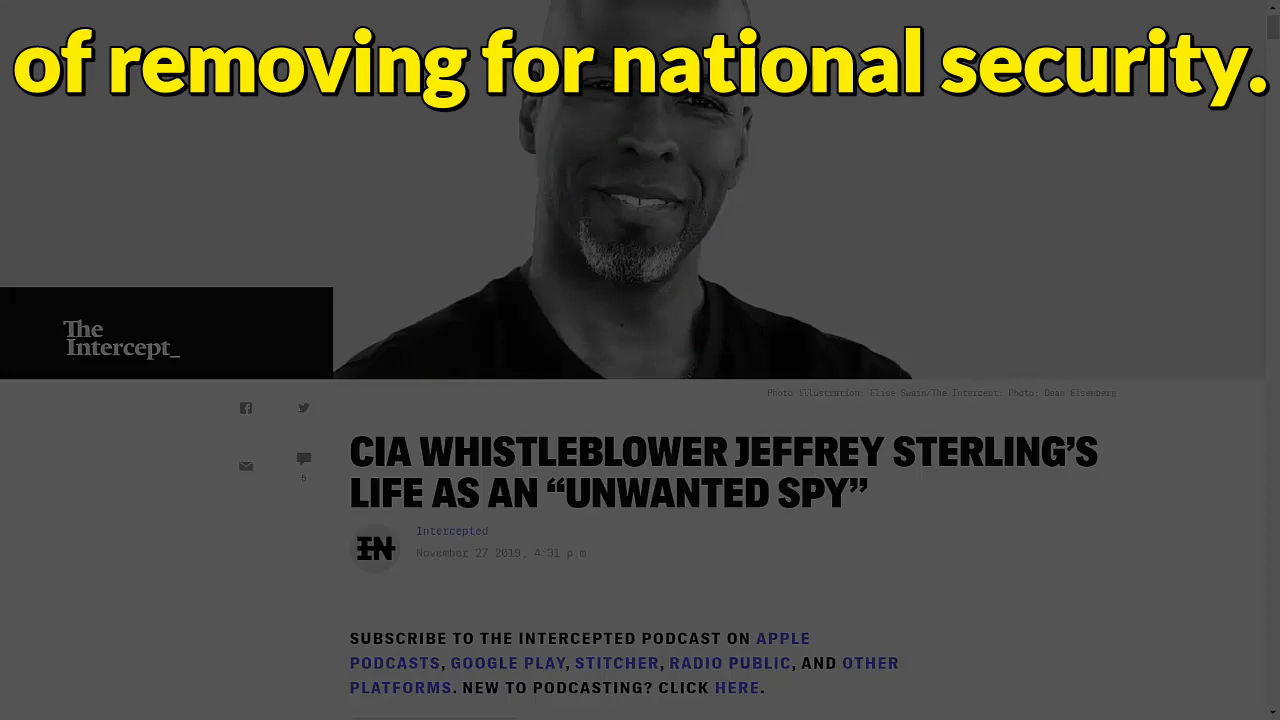 of removing for national security.
The
Intercept_
Photo illustration: Elise Swain/The Intercept; Photo: Dean Eisenberg
CIA WHISTLEBLOWER JEFFREY STERLING’S
LIFE AS AN “UNWANTED SPY”
IN
Intercepted
November 27 2019, 4:31 p.m
6
SUBSCRIBE TO THE INTERCEPTED PODCAST ON APPLE
PODCASTS, GOOGLE PLAY, STITCHER, RADIO PUBLIC, AND OTHER
PLATFORMS. NEW TO PODCASTING? CLICK HERE.